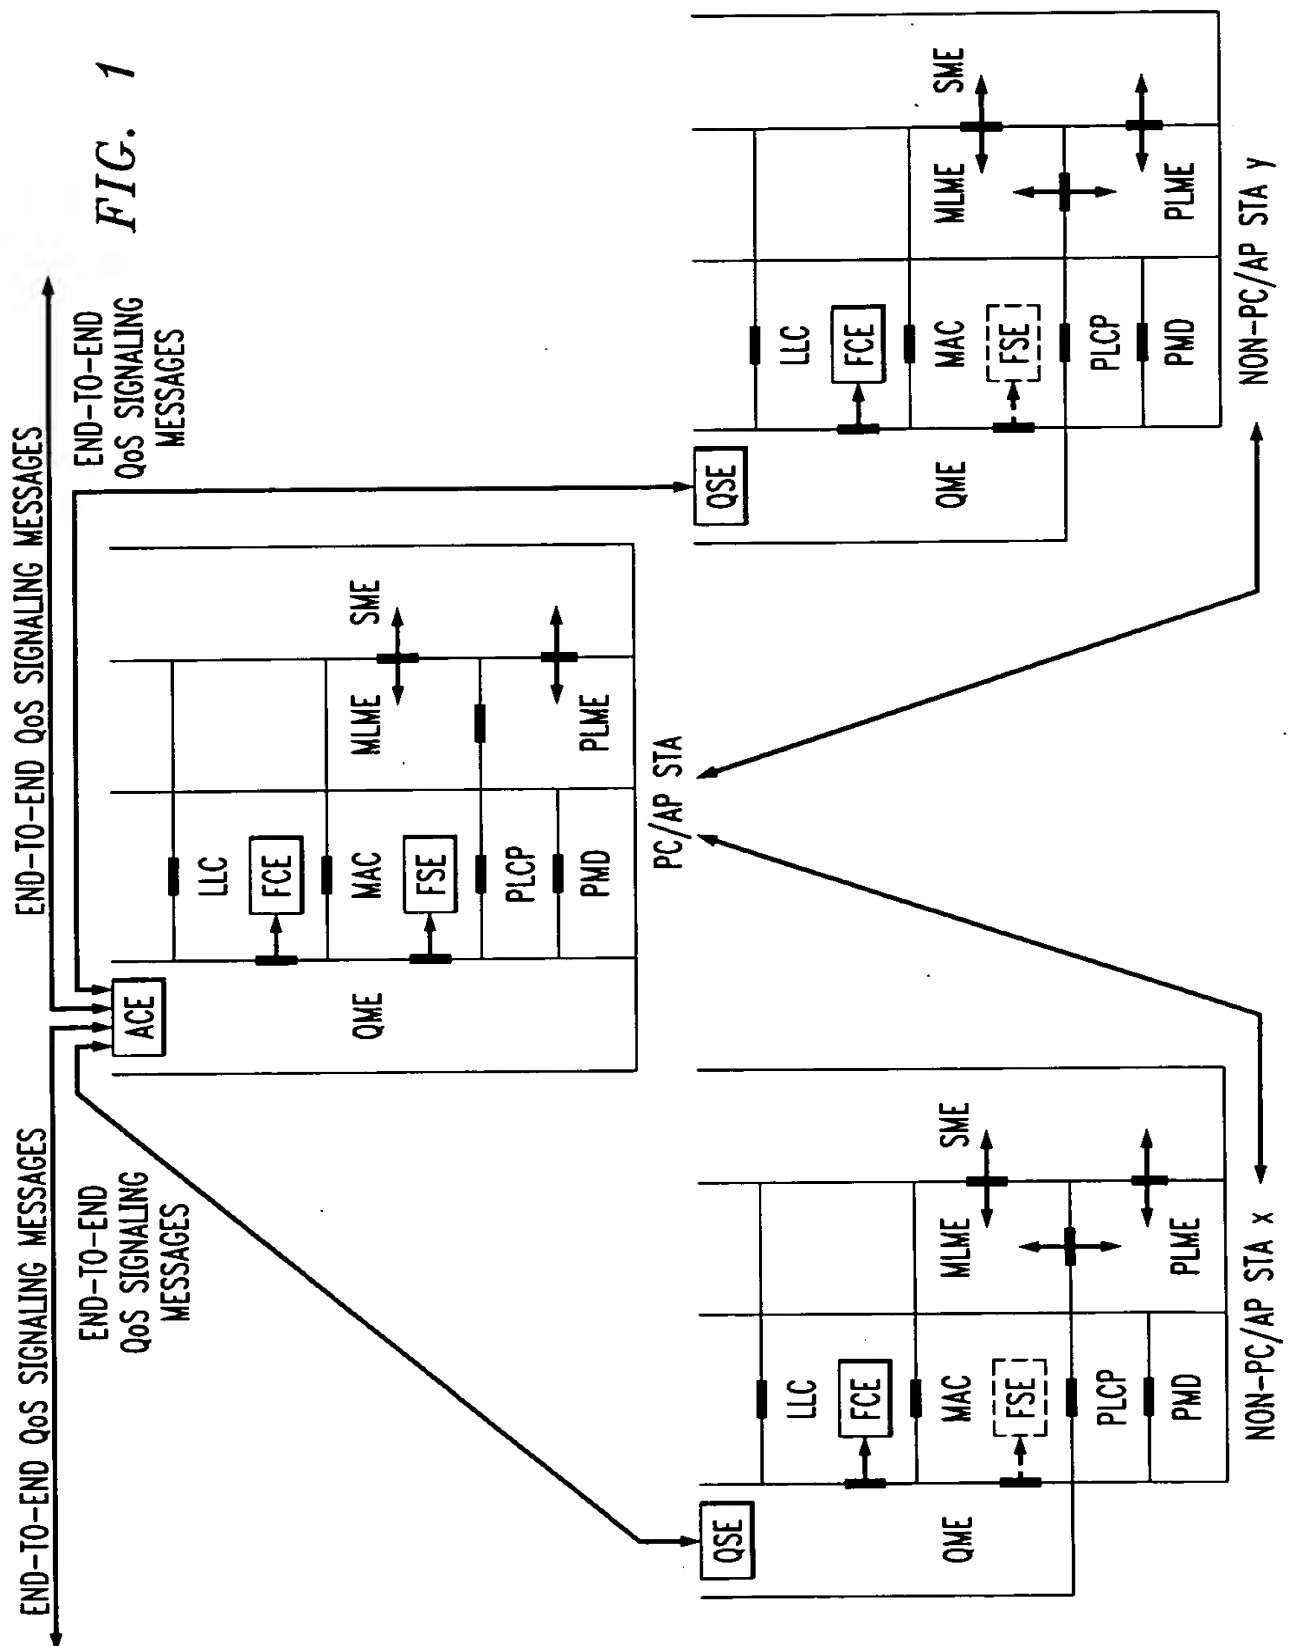 FIG. 1
END-TO-END QoS SIGNALING MESSAGES
END-TO-END QoS SIGNALING MESSAGES
END-TO-END
QoS SIGNALING
MESSAGES
END-TO-END
QoS SIGNALING
MESSAGES
ACE
QME
LLC
FCE
MAC
FSE
PLCP
PMD
MLME
PLME
SME
PC/AP STA
QSE
QME
LLC
FCE
MAC
FSE
PLCP
PMD
MLME
PLME
SME
NON-PC/AP STA x
QSE
QME
LLC
FCE
MAC
FSE
PLCP
PMD
MLME
PLME
SME
NON-PC/AP STA y